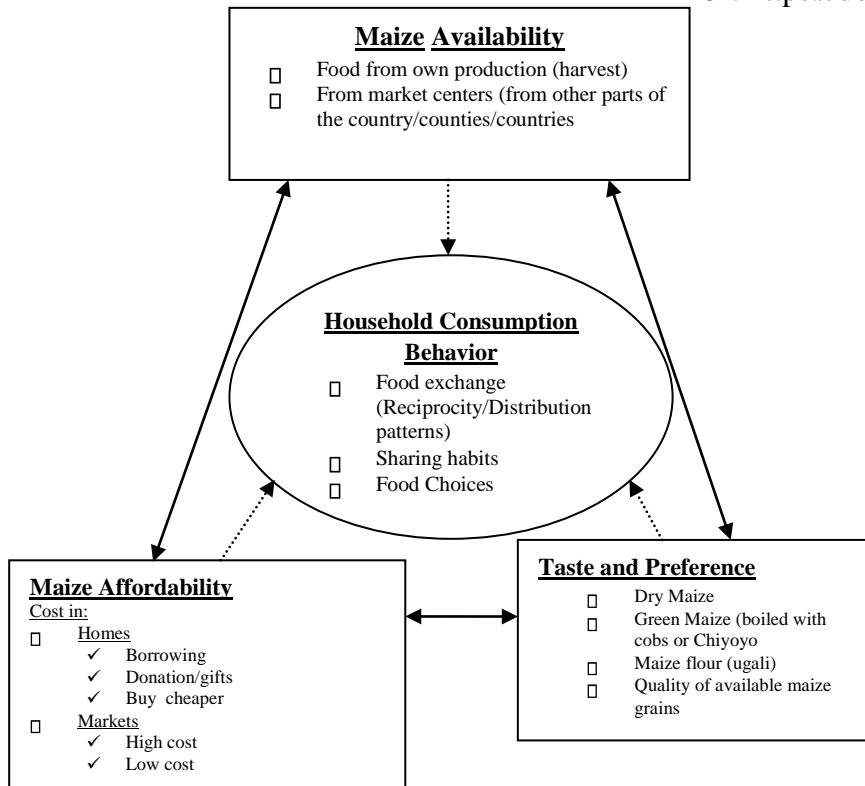 Maize Availability
Food from own production (harvest)
From market centers (from other parts of
the country/counties/countries
Household Consumption
Behavior
Food exchange
(Reciprocity/Distribution
patterns)
Sharing habits
Food Choices
Maize Affordability
Cost in:
Homes
✓ Borrowing
✓ Donation/gifts
✓ Buy cheaper
Markets
✓ High cost
✓ Low cost
Taste and Preference
Dry Maize
Green Maize (boiled with
cobs or Chiyoyo
Maize flour (ugali)
Quality of available maize
grains